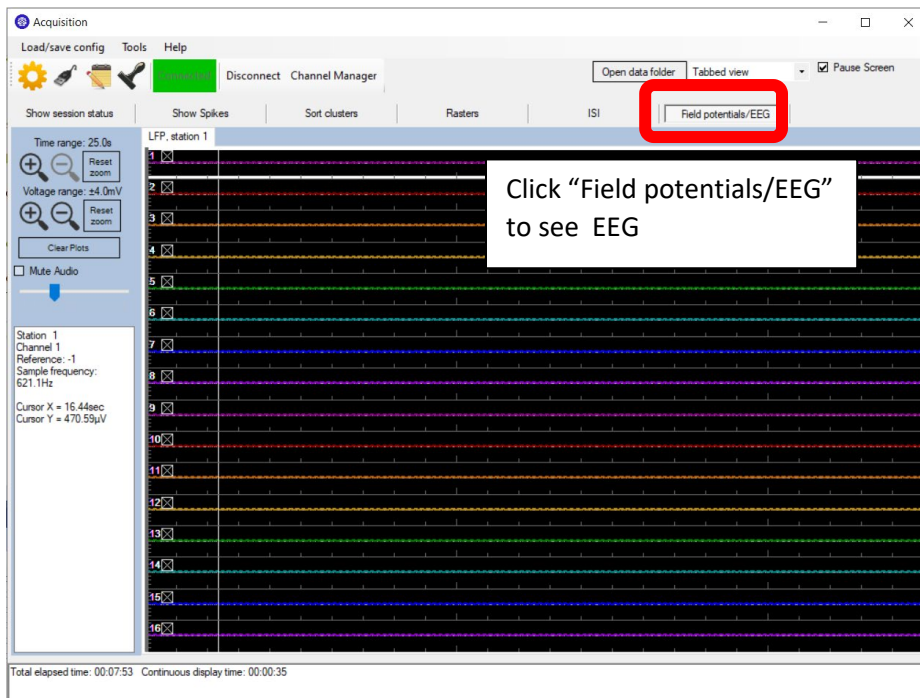 Acquisition
Load/save config Tools Help
Connected Disconnect Channel Manager Open data folder Tabbed view Pause Screen
Show session status Show Spikes Sort clusters Rasters ISI Field potentials/EEG
Time range: 25.0s
Reset
zoom
Voltage range: ±4.0mV
Reset
zoom
Clear Plots
Mute Audio
Station 1
Channel 1
Reference: -1
Sample frequency:
621.1Hz
Cursor X = 16.44sec
Cursor Y = 470.59µV
LFP, station 1
1
2
3
4
5
6
7
8
9
10
11
12
13
14
15
16
Click “Field potentials/EEG”
to see EEG
Total elapsed time: 00:07:53 Continuous display time: 00:00:35